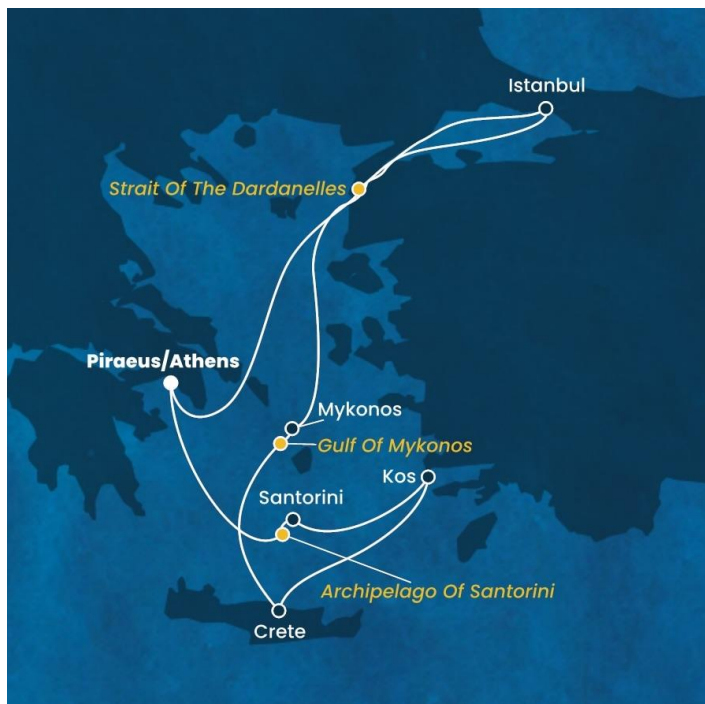 Istanbul
Strait Of The Dardanelles
Piraeus/Athens
Mykonos
Gulf Of Mykonos
Kos
Santorini
Archipelago Of Santorini
Crete